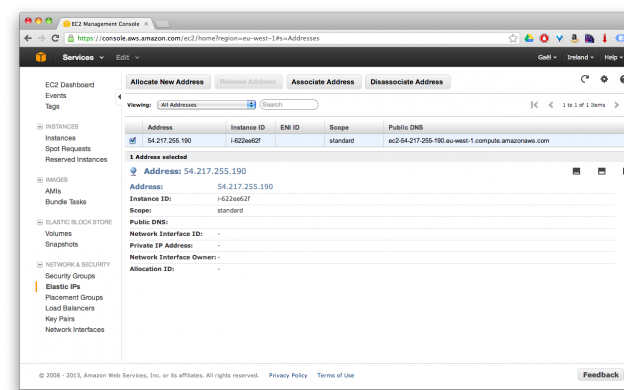 EC2 Management Console
https://console.aws.amazon.com/ec2/home?region=eu-west-1#s=Addresses
Services Edit Gaël Ireland Help
EC2 Dashboard
Events
Tags
INSTANCES
Instances
Spot Requests
Reserved Instances
IMAGES
AMIs
Bundle Tasks
ELASTIC BLOCK STORE
Volumes
Snapshots
NETWORK & SECURITY
Security Groups
Elastic IPs
Placement Groups
Load Balancers
Key Pairs
Network Interfaces
Allocate New Address Release Address Associate Address Disassociate Address
Viewing: All Addresses Search 1 to 1 of 1 Items
Address Instance ID ENI ID Scope Public DNS
54.217.255.190 i-622ee62f standard ec2-54-217-255-190.eu-west-1.compute.amazonaws.com
1 Address selected
Address: 54.217.255.190
Address: 54.217.255.190
Instance ID: i-622ee62f
Scope: standard
Public DNS:
Network Interface ID: -
Private IP Address: -
Network Interface Owner: -
Allocation ID: -
© 2008 - 2013, Amazon Web Services, Inc. or its affiliates. All rights reserved. Privacy Policy Terms of Use Feedback